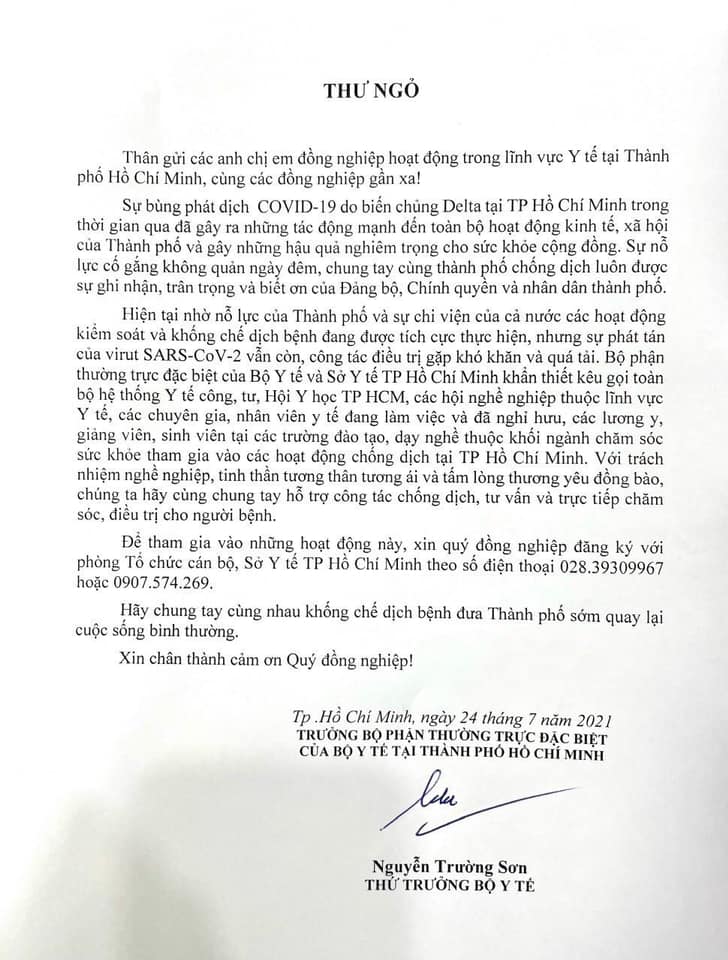 THƯ NGỎ
Thân gửi các anh chị em đồng nghiệp hoạt động trong lĩnh vực Y tế tại Thành
phố Hồ Chí Minh, cùng các đồng nghiệp gần xa!
Sự bùng phát dịch COVID-19 do biến chủng Delta tại TP Hồ Chí Minh trong
thời gian qua đã gây ra những tác động mạnh đến toàn bộ hoạt động kinh tế, xã hội
của Thành phố và gây những hậu quả nghiêm trọng cho sức khỏe cộng đồng. Sự nỗ
lực cố gắng không quản ngày đêm, chung tay cùng thành phố chống dịch luôn được
sự ghi nhận, trân trọng và biết ơn của Đảng bộ, Chính quyền và nhân dân thành phố.
Hiện tại nhờ nỗ lực của Thành phố và sự chi viện của cả nước các hoạt động
kiểm soát và khống chế dịch bệnh đang được tích cực thực hiện, nhưng sự phát tán
của virut SARS-CoV-2 vẫn còn, công tác điều trị gặp khó khăn và quá tải. Bộ phận
thường trực đặc biệt của Bộ Y tế và Sở Y tế TP Hồ Chí Minh khẩn thiết kêu gọi toàn
bộ hệ thống Y tế công, tư, Hội Y học TP HCM, các hội nghề nghiệp thuộc lĩnh vực
Y tế, các chuyên gia, nhân viên y tế đang làm việc và đã nghỉ hưu, các lương y,
giảng viên, sinh viên tại các trường đào tạo, dạy nghề thuộc khối ngành chăm sóc
sức khỏe tham gia vào các hoạt động chống dịch tại TP Hồ Chí Minh. Với trách
nhiệm nghề nghiệp, tinh thần tương thân tương ái và tấm lòng thương yêu đồng bào,
chúng ta hãy cùng chung tay hỗ trợ công tác chống dịch, tư vấn và trực tiếp chăm
sóc, điều trị cho người bệnh.
Để tham gia vào những hoạt động này, xin quý đồng nghiệp đăng ký với
phòng Tổ chức cán bộ, Sở Y tế TP Hồ Chí Minh theo số điện thoại 028.39309967
hoặc 0907.574.269.
Hãy chung tay cùng nhau khống chế dịch bệnh đưa Thành phố sớm quay lại
cuộc sống bình thường.
Xin chân thành cảm ơn Quý đồng nghiệp!
Tp .Hồ Chí Minh, ngày 24 tháng 7 năm 2021
TRƯỞNG BỘ PHẬN THƯỜNG TRỰC ĐẶC BIỆT
CỦA BỘ Y TẾ TẠI THÀNH PHỐ HỒ CHÍ MINH
Nguyễn Trường Sơn
THỨ TRƯỞNG BỘ Y TẾ